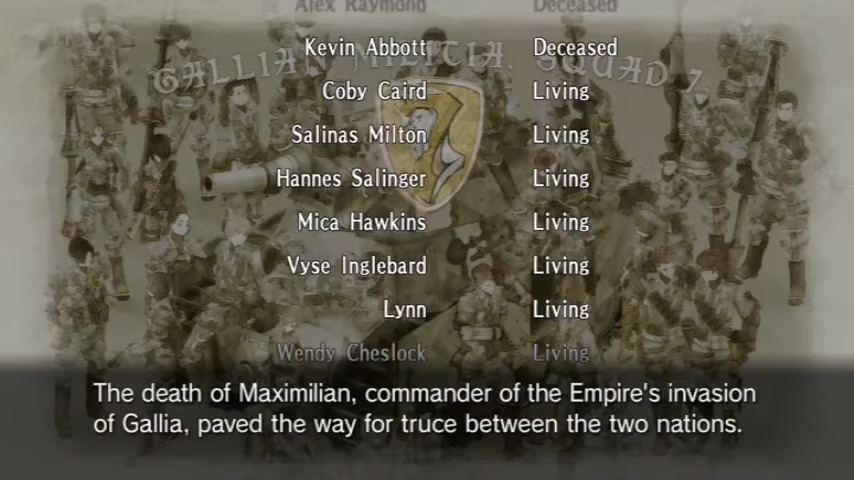 Alex Raymond Deceased
GALLIAN MILITIA. SQUAD 7
Kevin Abbott Deceased
Coby Caird Living
Salinas Milton Living
Hannes Salinger Living
Mica Hawkins Living
Vyse Inglebard Living
Lynn Living
Wendy Cheslock Living
The death of Maximilian, commander of the Empire's invasion
of Gallia, paved the way for truce between the two nations.